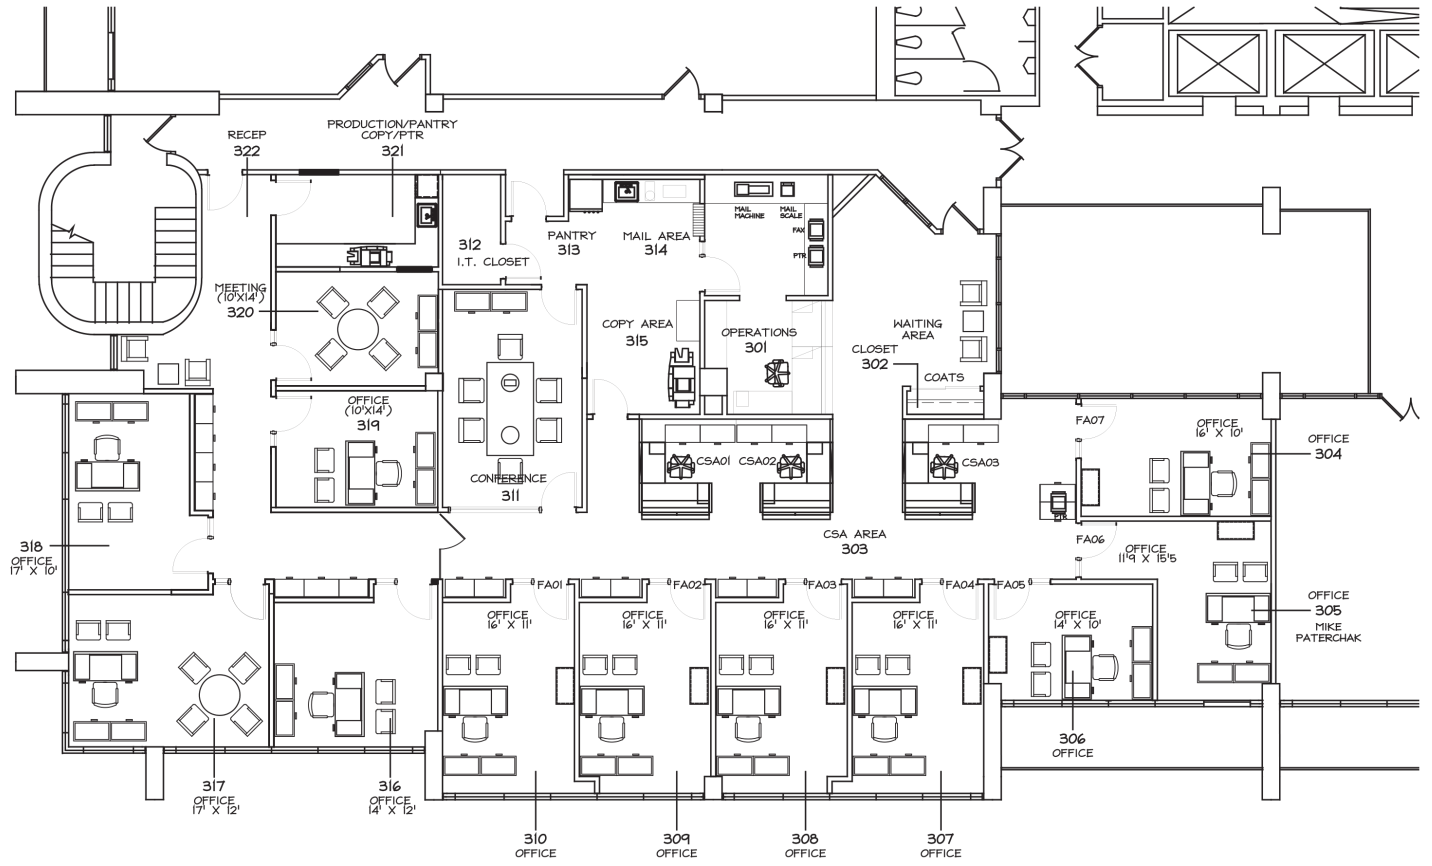 PRODUCTION/PANTRY
COPY/PTR
321
RECEP
322
MAIL
MACHINE
MAIL
SCALE
FAX
PTR
312
I.T. CLOSET
PANTRY
313
MAIL AREA
314
MEETING
(10'X14')
320
COPY AREA
315
OPERATIONS
301
WAITING
AREA
CLOSET
302
COATS
OFFICE
(10'X14')
319
FA07
OFFICE
16' X 10'
OFFICE
304
CSA01
CSA02
CSA03
CONFERENCE
311
PTR
CSA AREA
303
FA06
OFFICE
11'9 X 15'5
318
OFFICE
17' X 10'
FA01
FA02
FA03
FA04
FA05
OFFICE
16' X 11'
OFFICE
16' X 11'
OFFICE
16' X 11'
OFFICE
16' X 11'
OFFICE
14' X 10'
OFFICE
305
MIKE
PATERCHAK
306
OFFICE
317
OFFICE
17' X 12'
316
OFFICE
14' X 12'
310
OFFICE
309
OFFICE
308
OFFICE
307
OFFICE